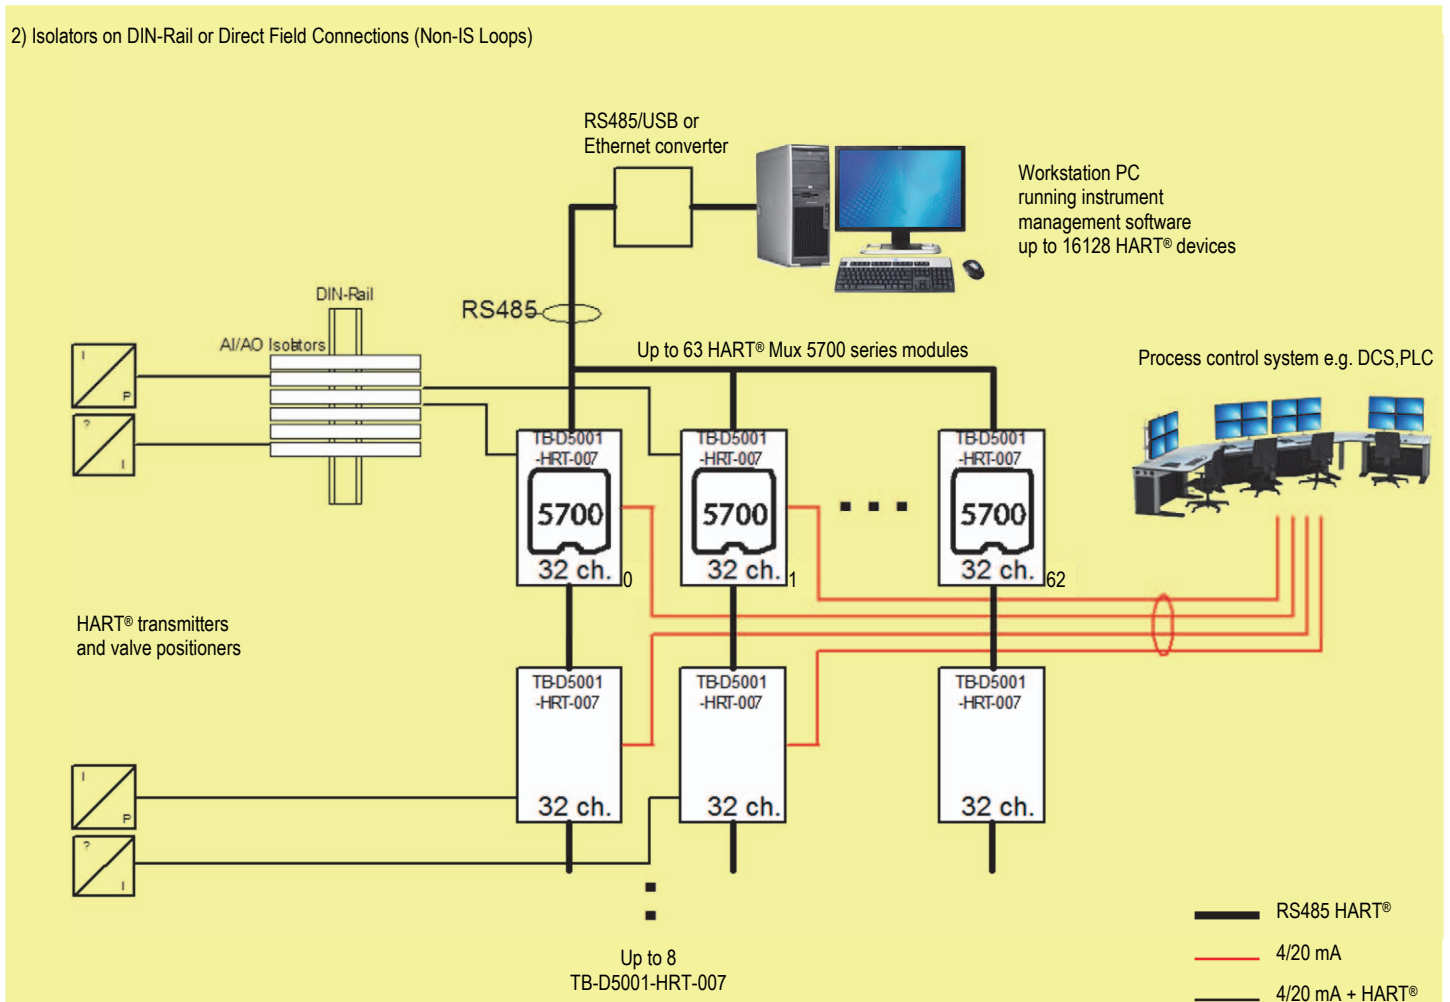 2) Isolators on DIN-Rail or Direct Field Connections (Non-IS Loops)
RS485/USB or
Ethernet converter
Workstation PC
running instrument
management software
up to 16128 HART® devices
DIN-Rail
RS485
AI/AO Isolators
Up to 63 HART® Mux 5700 series modules
Process control system e.g. DCS,PLC
I
P
?
I
TB-D5001
-HRT-007
5700
32 ch.
0
TB-D5001
-HRT-007
5700
32 ch.
1
TB-D5001
-HRT-007
5700
32 ch.
62
HART® transmitters
and valve positioners
TB-D5001
-HRT-007
32 ch.
TB-D5001
-HRT-007
32 ch.
TB-D5001
-HRT-007
32 ch.
I
P
?
I
Up to 8
TB-D5001-HRT-007
RS485 HART®
4/20 mA
4/20 mA + HART®